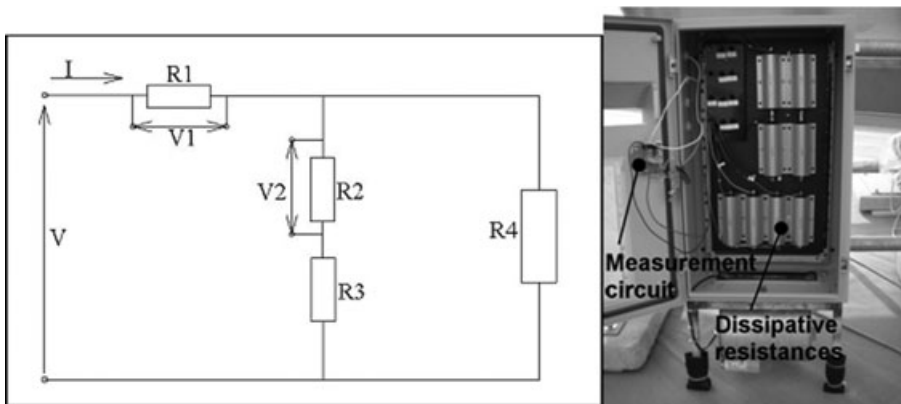 I
R1
V1
V2
R2
V
R4
R3
Measurement
circuit
Dissipative
resistances